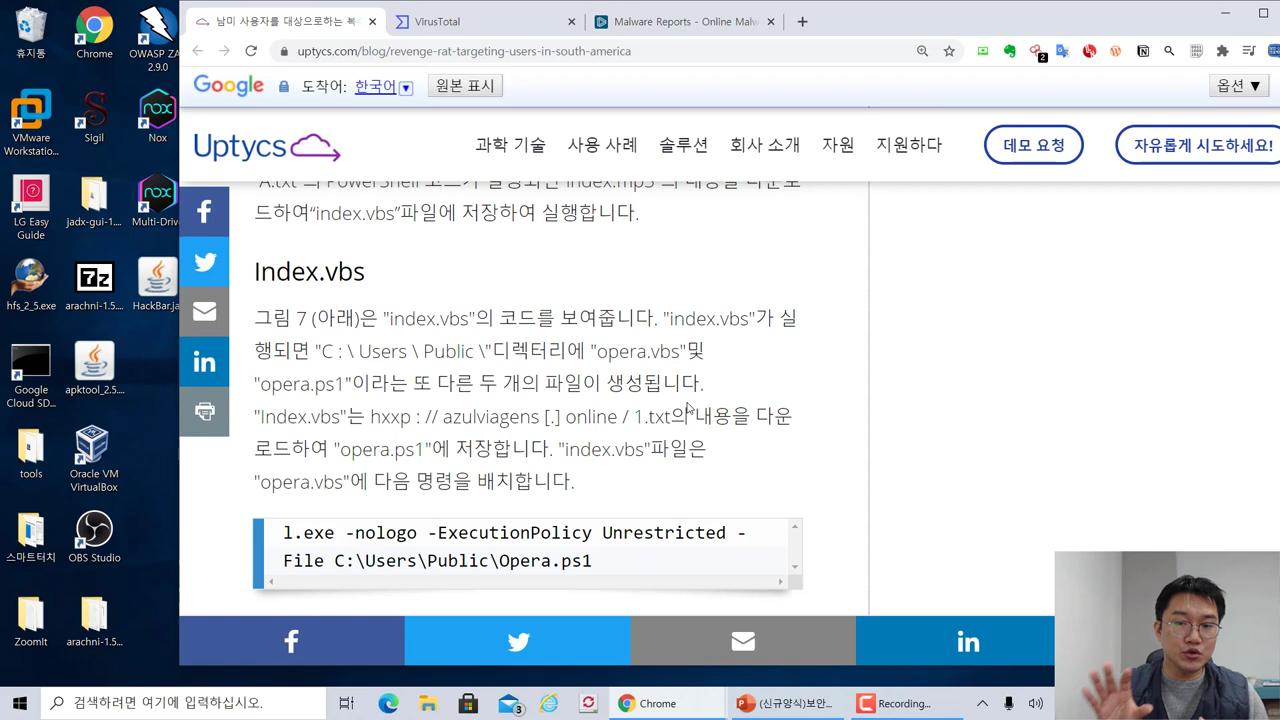 휴지통
Chrome
OWASP ZA...
2.9.0
VMware
Workstatio...
Sigil
Nox
LG Easy
Guide
jadx-gui-1....
Multi-Driv
hfs_2_5.exe
arachni-1.5....
HackBar.ja
Google
Cloud SD...
apktool_2.5....
tools
Oracle VM
VirtualBox
스마트터치
OBS Studio
ZoomIt
arachni-1.5...
남미 사용자를 대상으로하는 복
VirusTotal
Malware Reports - Online Malw
uptycs.com/blog/revenge-rat-targeting-users-in-south-america
2
Google
도착어: 한국어
원본 표시
옵션 ▼
Uptycs
과학 기술
사용 사례
솔루션
회사 소개
자원
지원하다
데모 요청
자유롭게 시도하세요!
드하여“index.vbs”파일에 저장하여 실행합니다.
Index.vbs
그림 7 (아래)은 "index.vbs"의 코드를 보여줍니다. "index.vbs"가 실
행되면 "C : \ Users \ Public \"디렉터리에 "opera.vbs"및
"opera.ps1"이라는 또 다른 두 개의 파일이 생성됩니다.
"Index.vbs"는 hxxp : // azulviagens [.] online / 1.txt의 내용을 다운
로드하여 "opera.ps1"에 저장합니다. "index.vbs"파일은
"opera.vbs"에 다음 명령을 배치합니다.
l.exe -nologo -ExecutionPolicy Unrestricted -
File C:\Users\Public\Opera.ps1
검색하려면 여기에 입력하십시오.
3
Chrome
(신규양식)보안...
Recording...